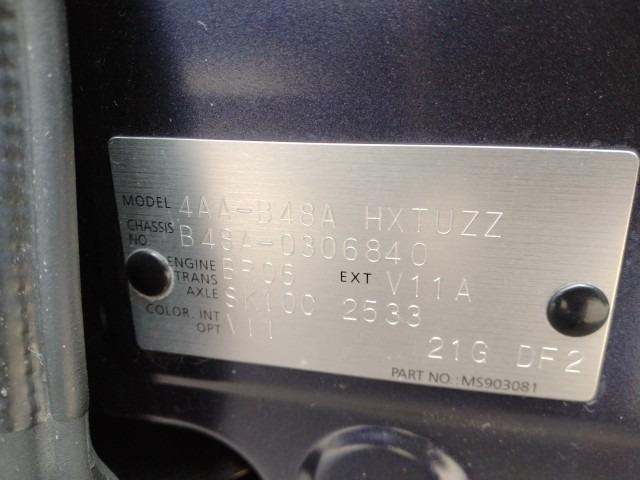 MODEL 4AA-B48A HXTUZZ
CHASSIS NO. B48A-0306840
ENGINE BR06 EXT V11A
TRANS AXLE SK40C 2533
COLOR, INT OPT V11
21G DF2
PART NO.: MS903081